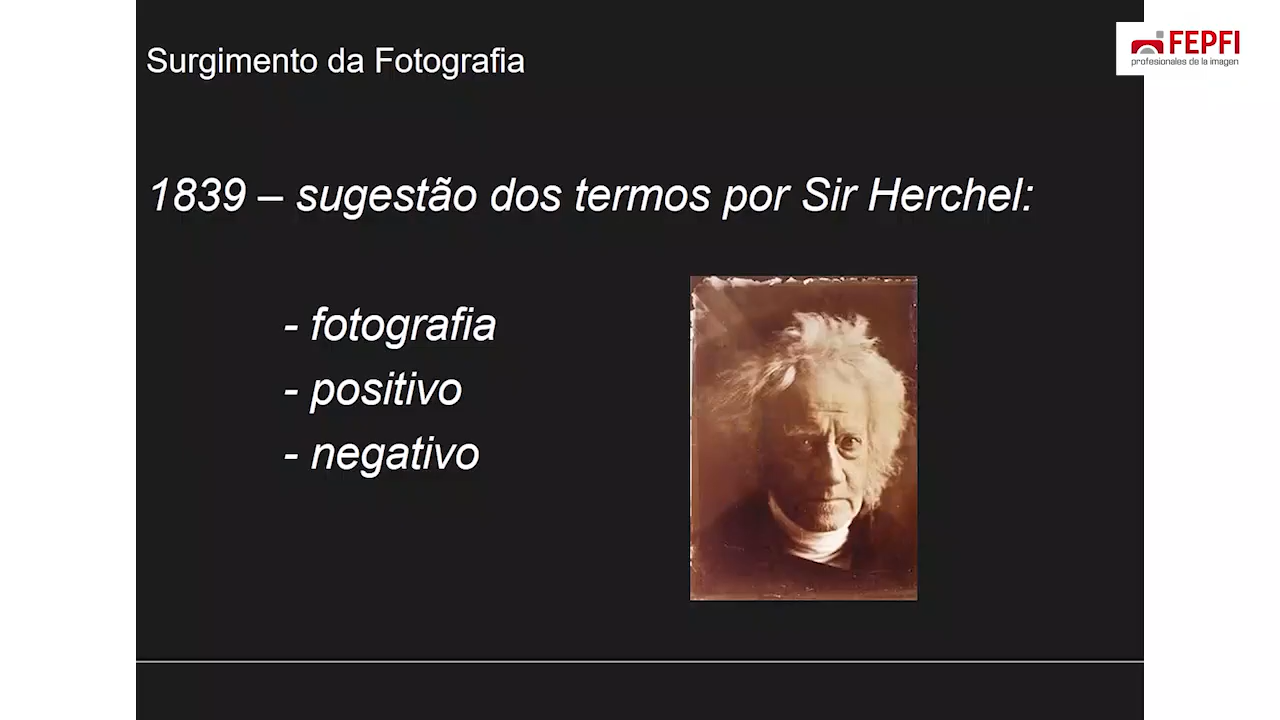 Surgimento da Fotografia
FEPFI
profesionales de la imagen
1839 – sugestão dos termos por Sir Herchel:
- fotografia
- positivo
- negativo